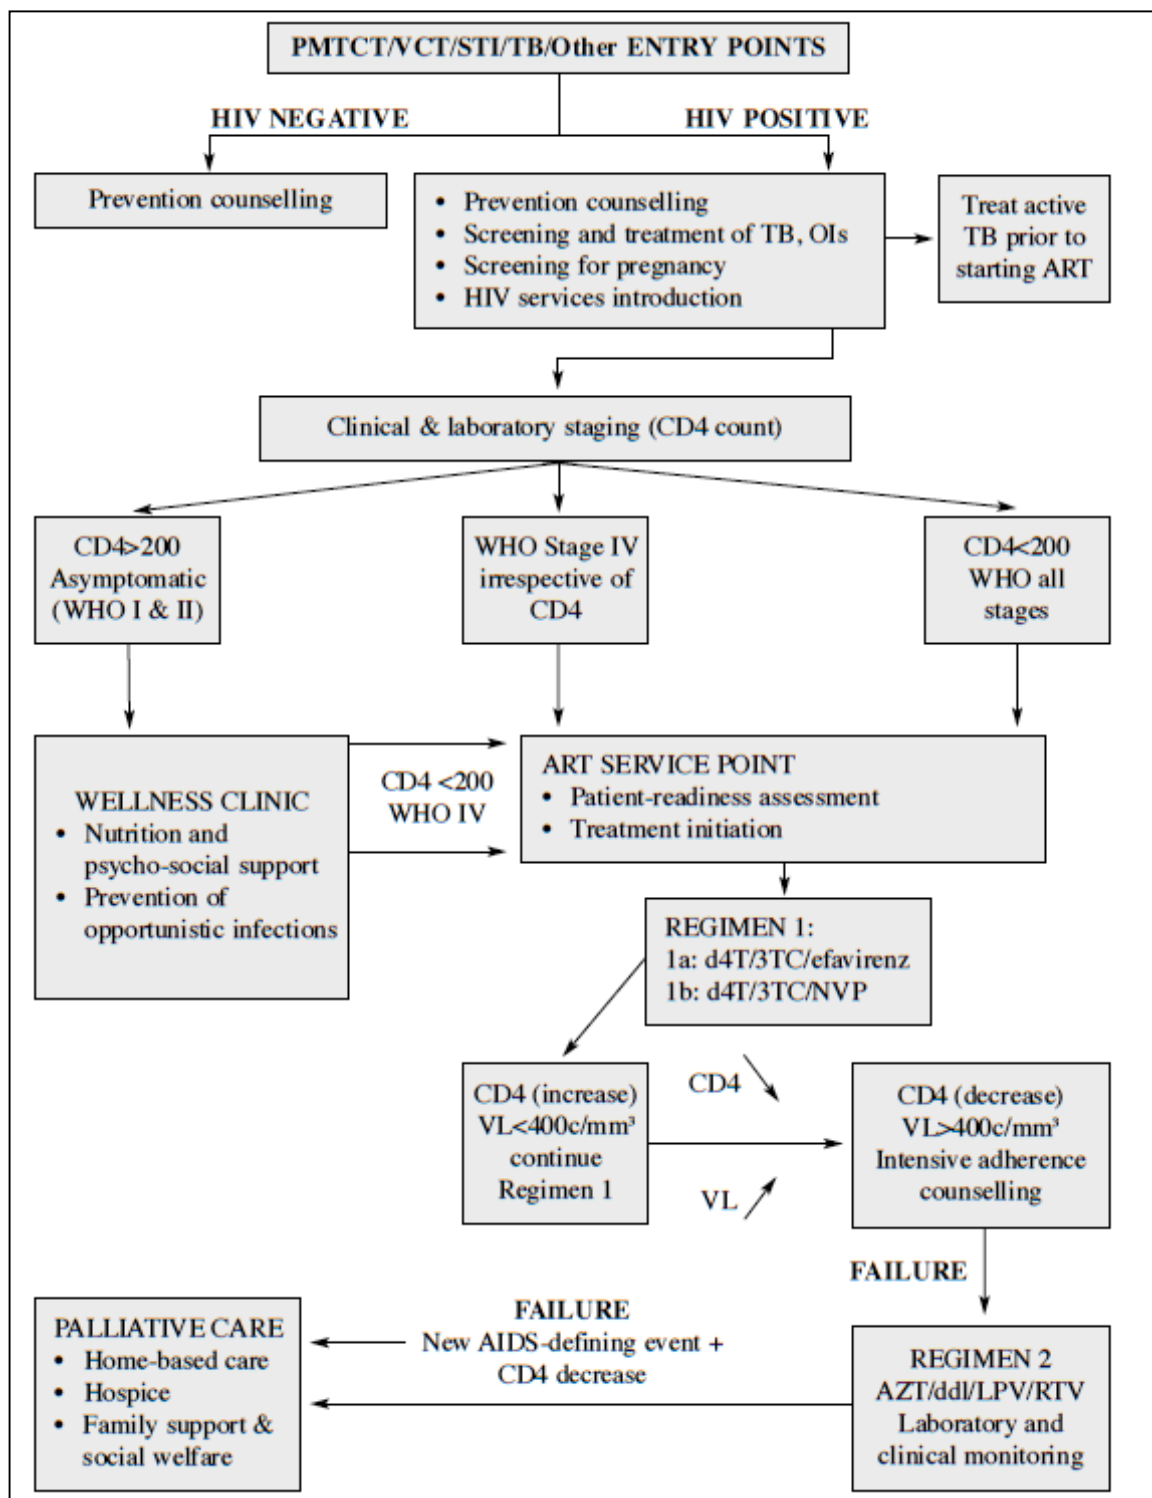 PMTCT/VCT/STI/TB/Other ENTRY POINTS
HIV NEGATIVE
HIV POSITIVE
Prevention counselling
• Prevention counselling
• Screening and treatment of TB, OIs
• Screening for pregnancy
• HIV services introduction
Treat active
TB prior to
starting ART
Clinical & laboratory staging (CD4 count)
CD4>200
Asymptomatic
(WHO I & II)
WHO Stage IV
irrespective of
CD4
CD4<200
WHO all
stages
WELLNESS CLINIC
• Nutrition and
psycho-social support
• Prevention of
opportunistic infections
CD4 <200
WHO IV
ART SERVICE POINT
• Patient-readiness assessment
• Treatment initiation
REGIMEN 1:
1a: d4T/3TC/efavirenz
1b: d4T/3TC/NVP
CD4 (increase)
VL<400c/mm³
continue
Regimen 1
CD4
VL
CD4 (decrease)
VL>400c/mm³
Intensive adherence
counselling
FAILURE
PALLIATIVE CARE
• Home-based care
• Hospice
• Family support &
social welfare
FAILURE
New AIDS-defining event +
CD4 decrease
REGIMEN 2
AZT/ddl/LPV/RTV
Laboratory and
clinical monitoring